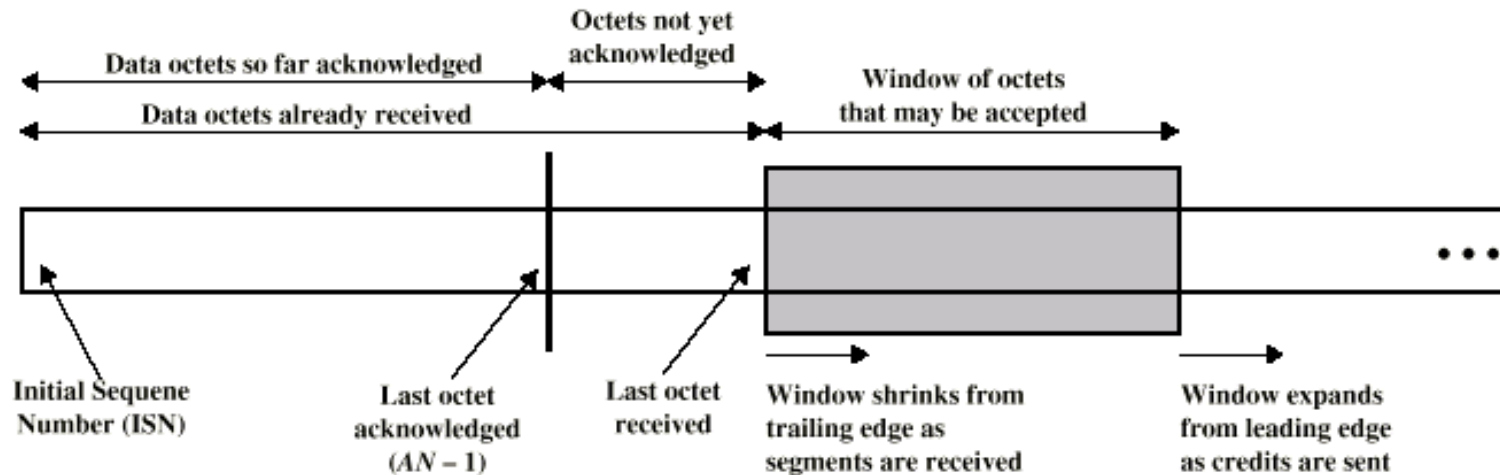 Octets not yet
acknowledged
Data octets so far acknowledged
Window of octets
that may be accepted
Data octets already received
• • •
Initial Sequene
Number (ISN)
Last octet
acknowledged
(AN – 1)
Last octet
received
Window shrinks from
trailing edge as
segments are received
Window expands
from leading edge
as credits are sent